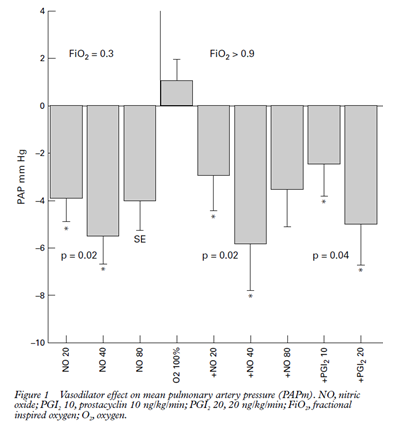 4
2
0
−2
−4
−6
−8
−10
PAP mm Hg
FiO2 = 0.3
FiO2 > 0.9
*
*
SE
*
*
*
*
p = 0.02
p = 0.02
p = 0.04
NO 20
NO 40
NO 80
O2 100%
+NO 20
+NO 40
+NO 80
+PGI2 10
+PGI2 20
Figure 1 Vasodilator effect on mean pulmonary artery pressure (PAPm). NO, nitric
oxide; PGI2 10, prostacyclin 10 ng/kg/min; PGI2 20, 20 ng/kg/min; FiO2, fractional
inspired oxygen; O2, oxygen.